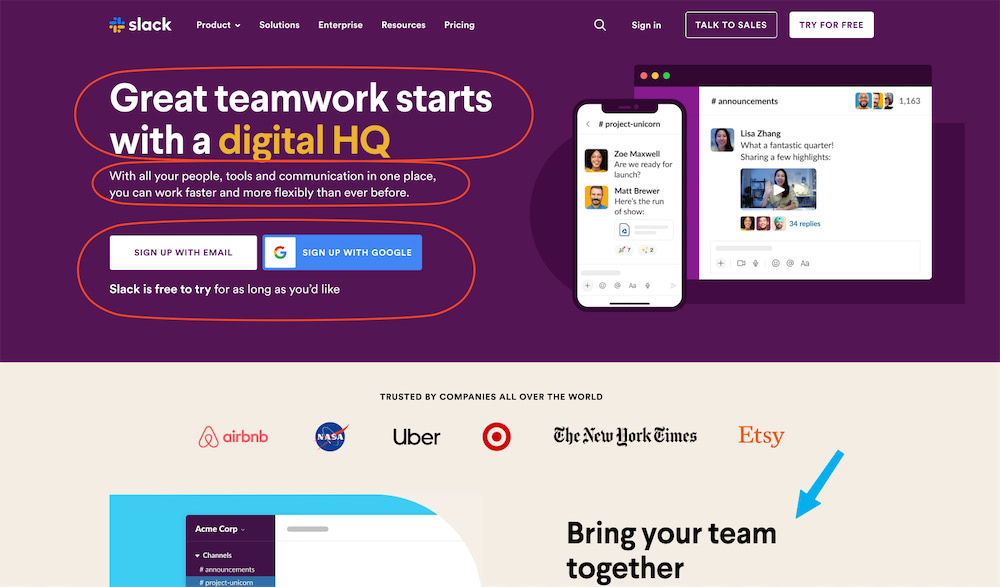 slack
Product
Solutions
Enterprise
Resources
Pricing
Sign in
TALK TO SALES
TRY FOR FREE
Great teamwork starts
with a digital HQ
With all your people, tools and communication in one place,
you can work faster and more flexibly than ever before.
SIGN UP WITH EMAIL
G
SIGN UP WITH GOOGLE
Slack is free to try for as long as you’d like
# project-unicorn
Zoe Maxwell
Are we ready for
launch?
Matt Brewer
Here’s the run
of show:
7
2
@
Aa
# announcements
1,163
Lisa Zhang
What a fantastic quarter!
Sharing a few highlights:
34 replies
@
Aa
TRUSTED BY COMPANIES ALL OVER THE WORLD
airbnb
NASA
Uber
The New York Times
Etsy
Acme Corp
Channels
# announcements
# project-unicorn
Bring your team
together